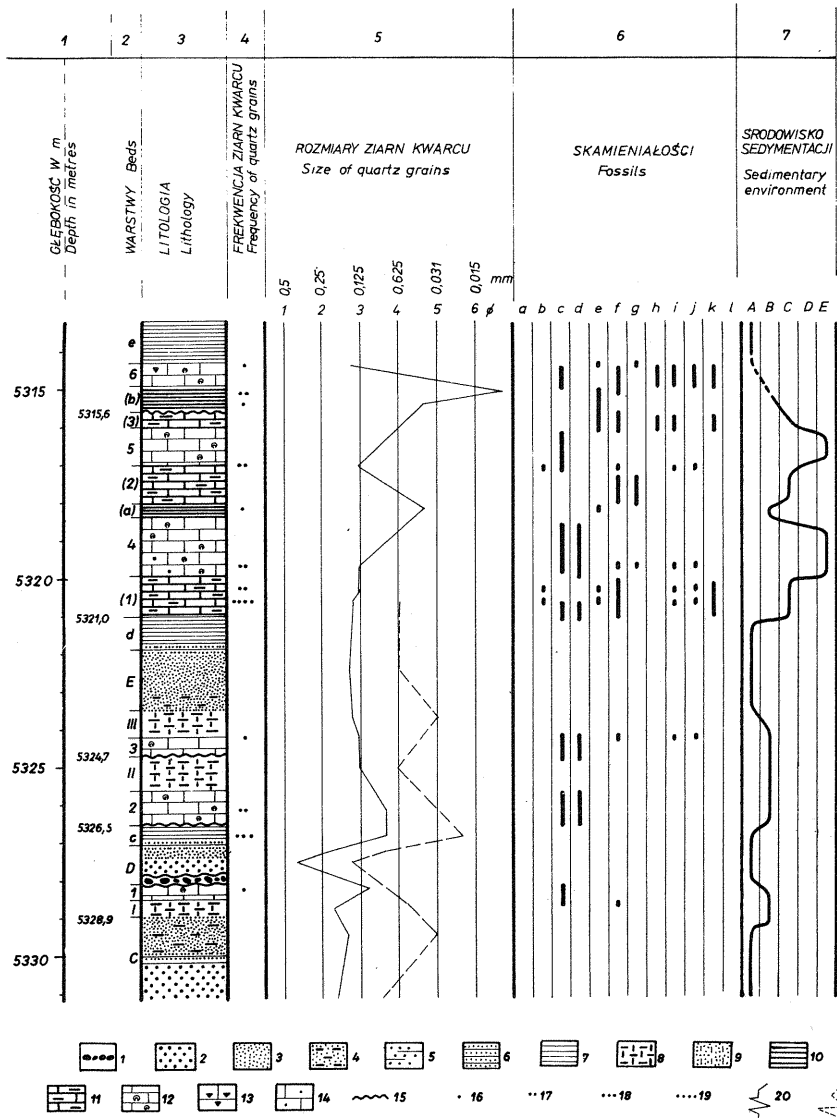 1 2 3 4 5 6 7
GŁĘBOKOŚĆ W m
Depth in metres
WARSTWY Beds
LITOLOGIA
Lithology
FREKWENCJA ZIARN KWARCU
Frequency of quartz grains
ROZMIARY ZIARN KWARCU
Size of quartz grains
SKAMIENIAŁOŚCI
Fossils
ŚRODOWISKO
SEDYMENTACJI
Sedimentary
environment
0,5 0,25 0,125 0,625 0,031 0,015 mm
1 2 3 4 5 6 ø
a b c d e f g h i j k l
A B C D E
e
6
5315
(b)
5315,6
(3)
5
(2)
(a)
4
5320
(1)
5321,0
d
E
III
3
5324,7
5325
II
2
5326,5
c
D
1
I
5328,9
5330
C
1 2 3 4 5 6 7 8 9 10
11 12 13 14 15 16 17 18 19 20